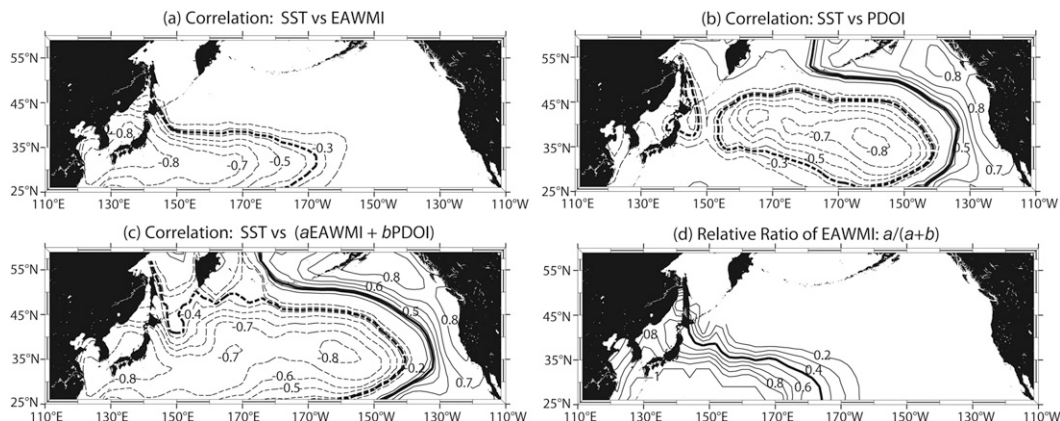 (a) Correlation: SST vs EAWMI
(b) Correlation: SST vs PDOI
55°N
45°N
35°N
25°N
-0.8
-0.8
-0.7
-0.5
-0.3
110°E 130°E 150°E 170°E 170°W 150°W 130°W 110°W
55°N
45°N
35°N
25°N
0.8
0.8
-0.7
-0.8
-0.5
-0.3
0.5
0.7
110°E 130°E 150°E 170°E 170°W 150°W 130°W 110°W
(c) Correlation: SST vs (aEAWMI + bPDOI)
(d) Relative Ratio of EAWMI: a/(a+b)
55°N
45°N
35°N
25°N
0.8
0.6
0.5
0.8
-0.4
-0.7
-0.7
-0.8
-0.8
-0.6
-0.5
-0.2
0.7
110°E 130°E 150°E 170°E 170°W 150°W 130°W 110°W
55°N
45°N
35°N
25°N
0.8
1
0.2
0.4
0.8
0.6
110°E 130°E 150°E 170°E 170°W 150°W 130°W 110°W